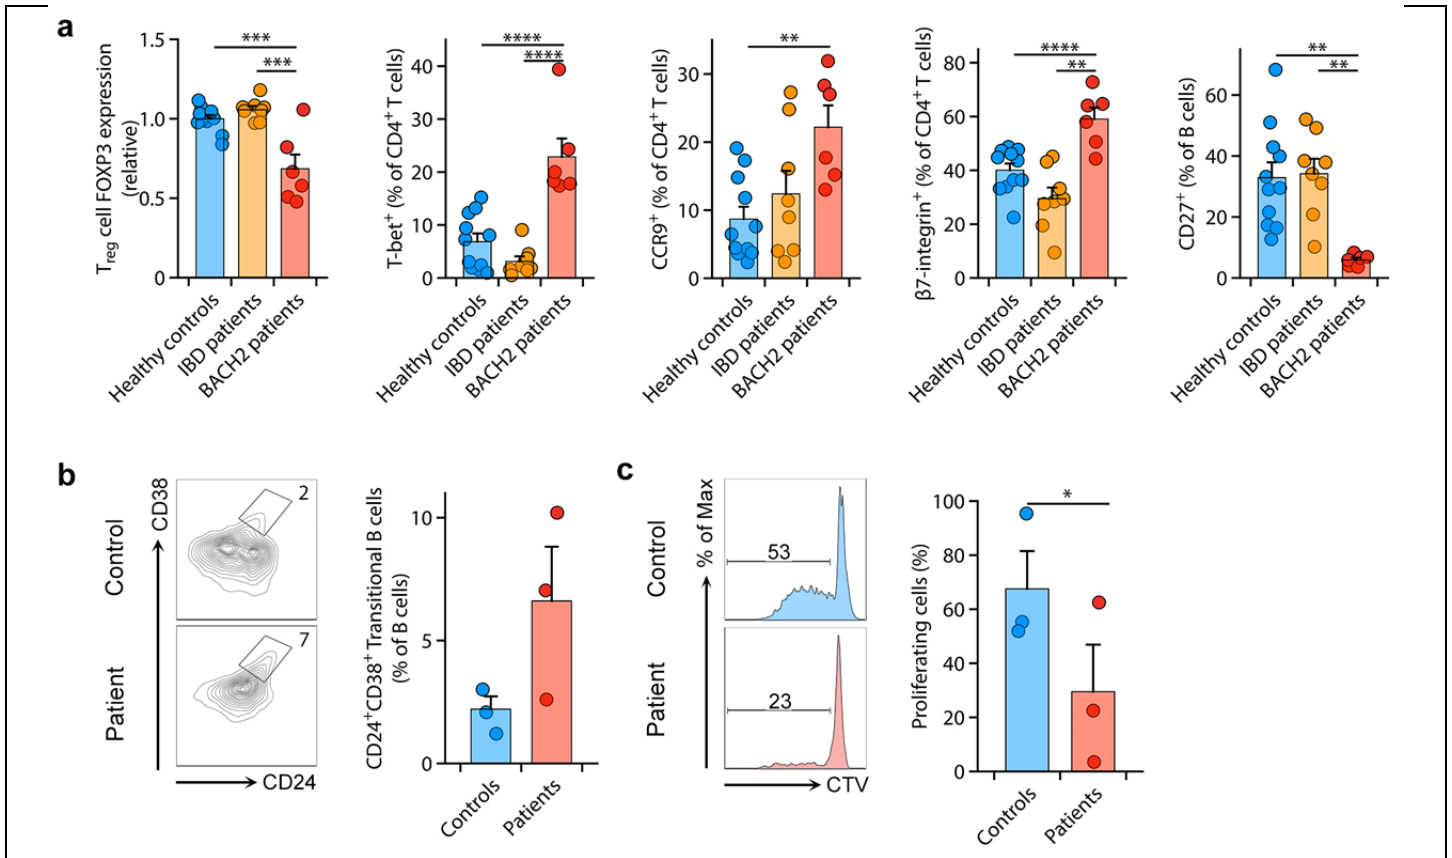 a
T_reg cell FOXP3 expression
(relative)
1.5
1.0
0.5
0
***
***
Healthy controls
IBD patients
BACH2 patients
T-bet⁺ (% of CD4⁺ T cells)
40
30
20
10
0
****
****
Healthy controls
IBD patients
BACH2 patients
CCR9⁺ (% of CD4⁺ T cells)
30
20
10
0
**
Healthy controls
IBD patients
BACH2 patients
β7-integrin⁺ (% of CD4⁺ T cells)
80
60
40
20
0
****
**
Healthy controls
IBD patients
BACH2 patients
CD27⁺ (% of B cells)
60
40
20
0
**
**
Healthy controls
IBD patients
BACH2 patients
b
CD38
Control
2
Patient
7
CD24
CD24⁺CD38⁺ Transitional B cells
(% of B cells)
10
5
0
Controls
Patients
c
% of Max
Control
53
Patient
23
CTV
Proliferating cells (%)
100
80
60
40
20
0
*
Controls
Patients